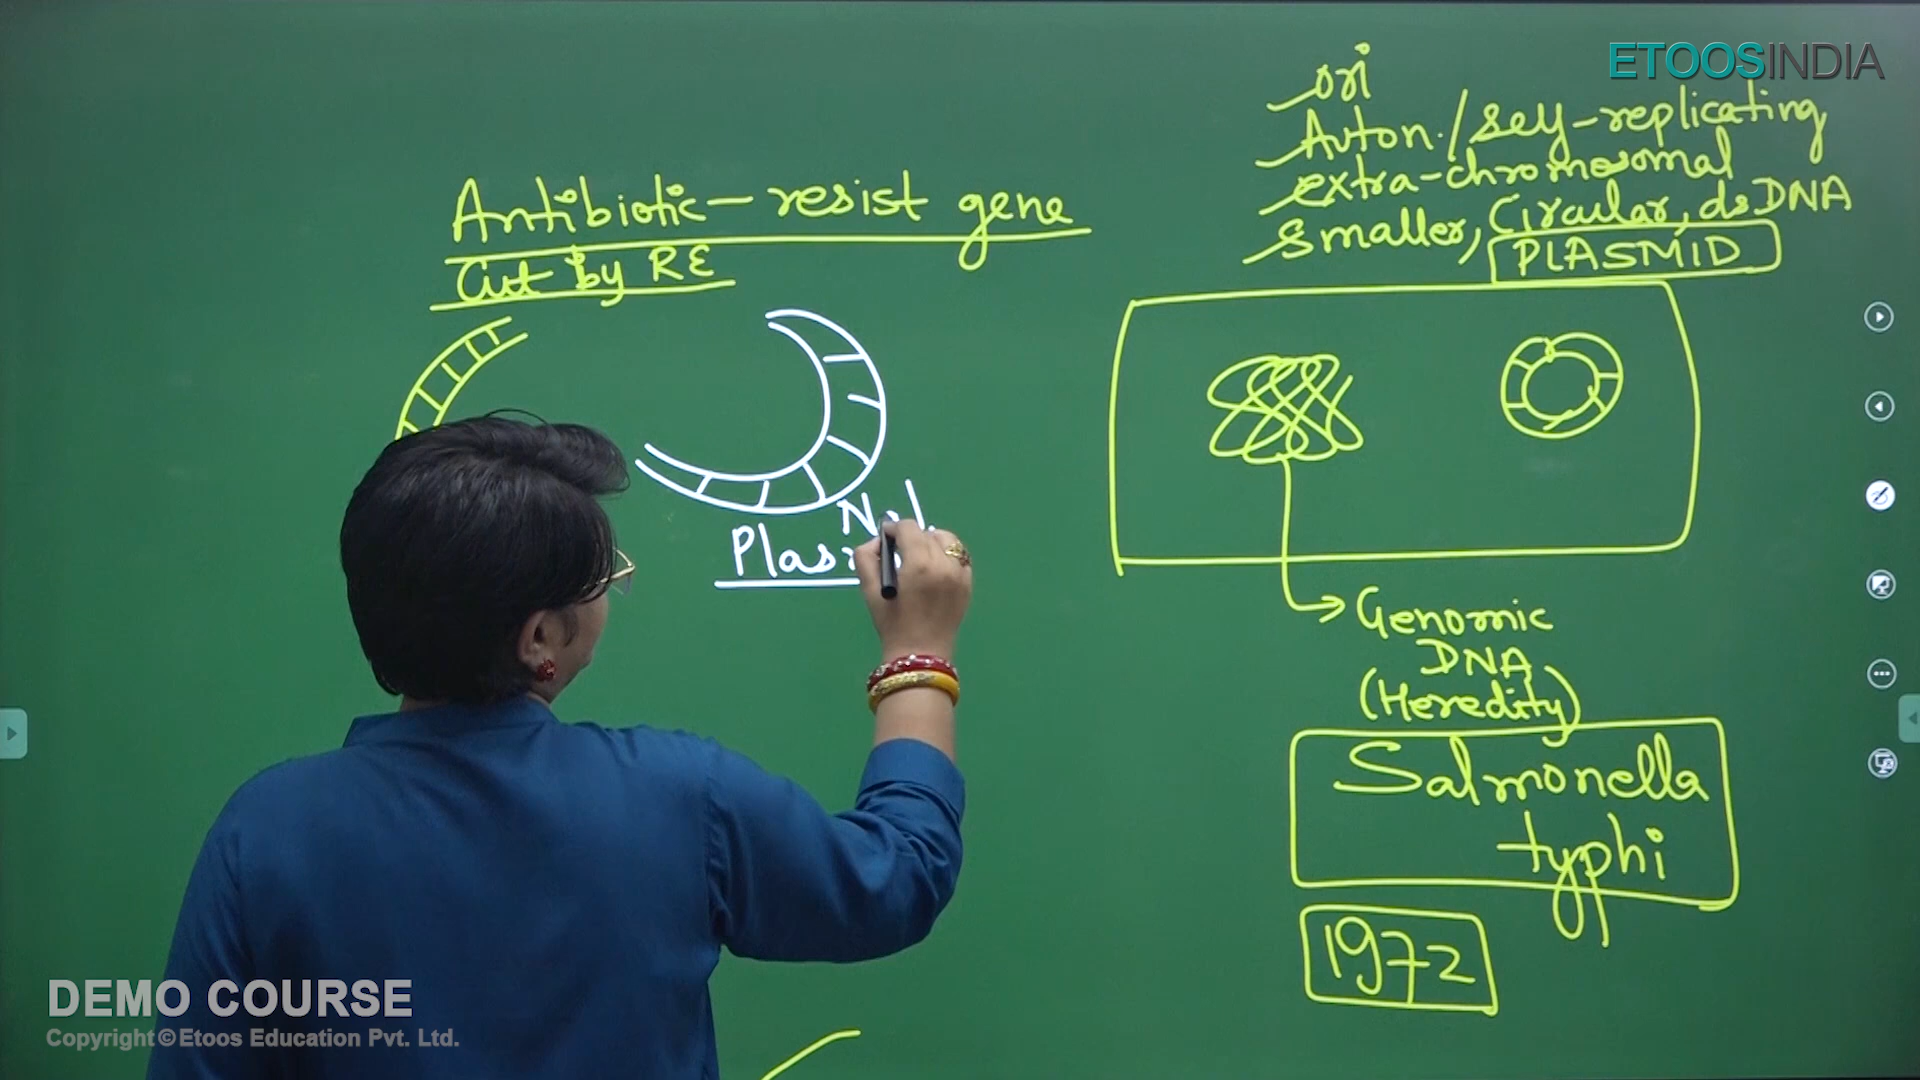 ETOOSINDIA
ori
Auton./self-replicating
extra-chromosomal
smaller, Circular, dsDNA
PLASMID
Antibiotic-resist gene
Cut by RE
Genomic
DNA
(Heredity)
Salmonella
typhi
1972
DEMO COURSE
Copyright©Etoos Education Pvt. Ltd.